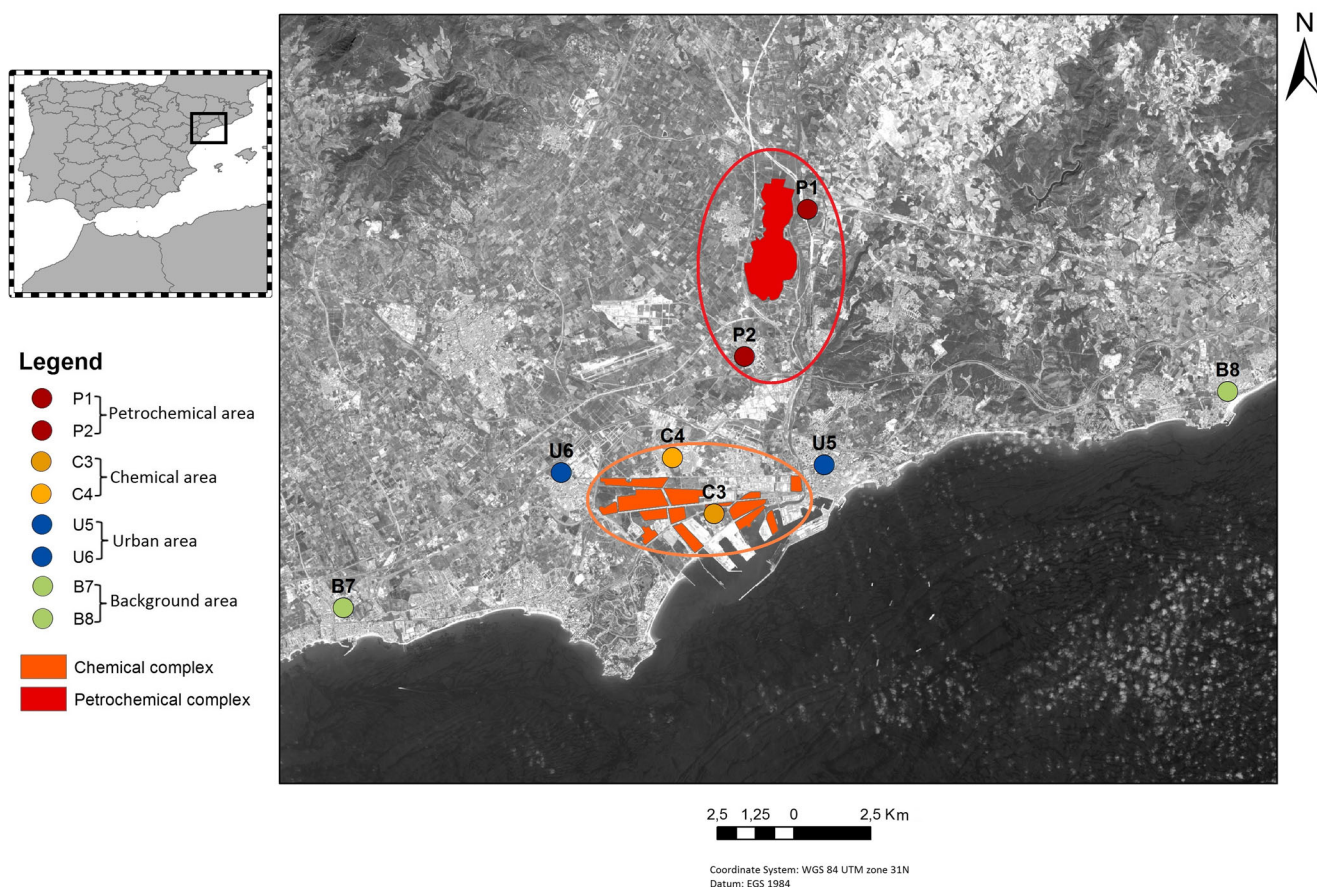 N
P1
P2
B8
C4
U6
U5
C3
B7
Legend
P1
Petrochemical area
P2
C3
Chemical area
C4
U5
Urban area
U6
B7
Background area
B8
Chemical complex
Petrochemical complex
2,5 1,25 0 2,5 Km
Coordinate System: WGS 84 UTM zone 31N
Datum: EGS 1984